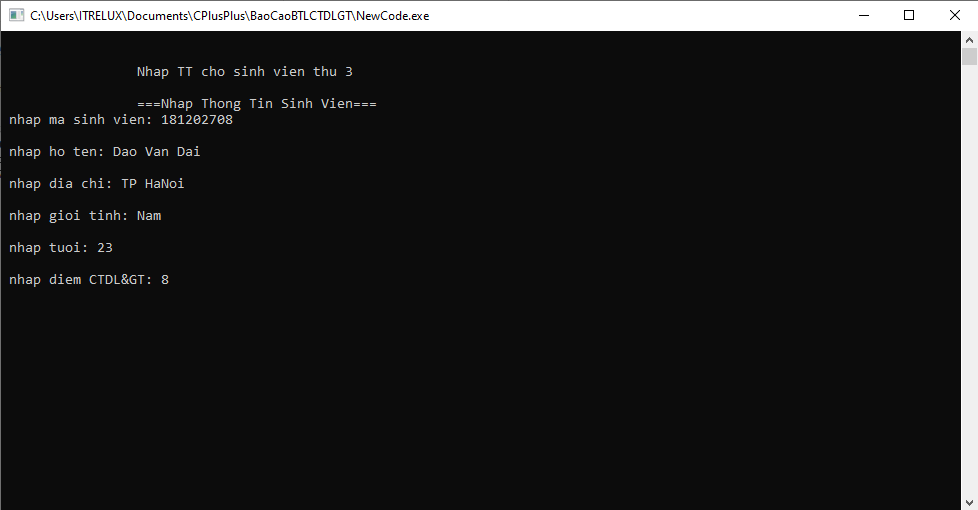 C:\Users\ITRELUX\Documents\CPlusPlus\BaoCaoBTLCTDLGT\NewCode.exe
Nhap TT cho sinh vien thu 3
===Nhap Thong Tin Sinh Vien===
nhap ma sinh vien: 181202708
nhap ho ten: Dao Van Dai
nhap dia chi: TP HaNoi
nhap gioi tinh: Nam
nhap tuoi: 23
nhap diem CTDL&GT: 8